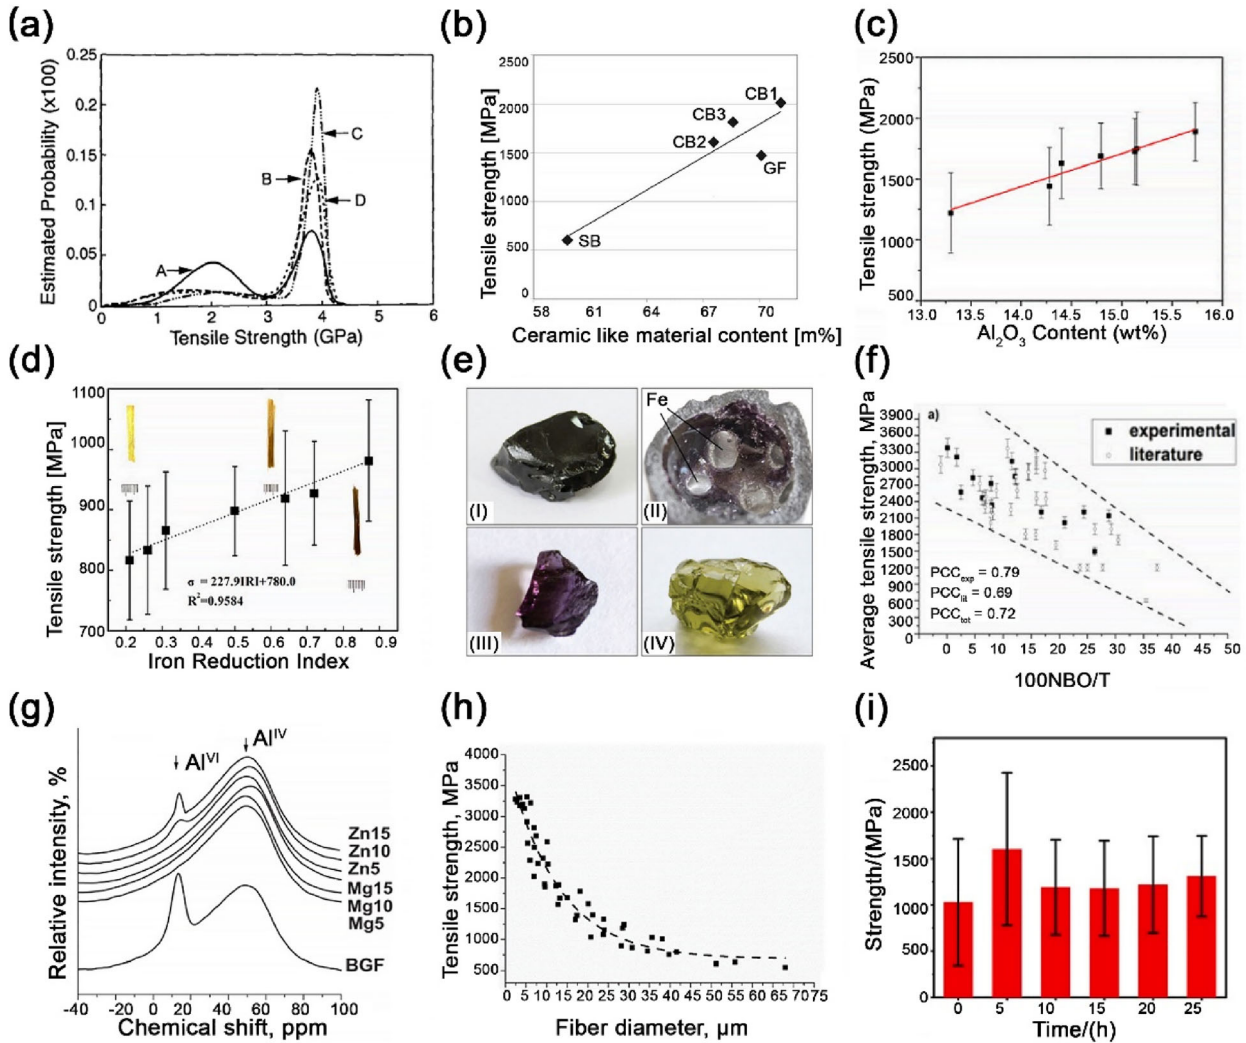 (a)
Estimated Probability (x100)
0.25
0.2
0.15
0.1
0.05
0
A
B
C
D
0 1 2 3 4 5 6
Tensile Strength (GPa)
(b)
Tensile strength [MPa]
2500
2000
1500
1000
500
0
CB1
CB3
CB2
GF
SB
58 61 64 67 70
Ceramic like material content [m%]
(c)
Tensile strength (MPa)
2500
2000
1500
1000
500
13.0 13.5 14.0 14.5 15.0 15.5 16.0
Al2O3 Content (wt%)
(d)
Tensile strength [MPa]
1100
1000
900
800
700
σ = 227.9IRI+780.0
R²=0.9584
0.2 0.3 0.4 0.5 0.6 0.7 0.8 0.9
Iron Reduction Index
(e)
Fe
(I)
(II)
(III)
(IV)
(f)
a)
Average tensile strength, MPa
3900
3600
3300
3000
2700
2400
2100
1800
1500
1200
900
600
300
0
experimental
literature
PCCexp = 0.79
PCClit = 0.69
PCCtot = 0.72
0 5 10 15 20 25 30 35 40 45 50
100NBO/T
(g)
Relative intensity, %
AlVI
AlIV
Zn15
Zn10
Zn5
Mg15
Mg10
Mg5
BGF
-40 -20 0 20 40 60 80 100
Chemical shift, ppm
(h)
Tensile strength, MPa
4000
3500
3000
2500
2000
1500
1000
500
0 5 10 15 20 25 30 35 40 45 50 55 60 65 70 75
Fiber diameter, μm
(i)
Strength/(MPa)
2500
2000
1500
1000
500
0
0 5 10 15 20 25
Time/(h)